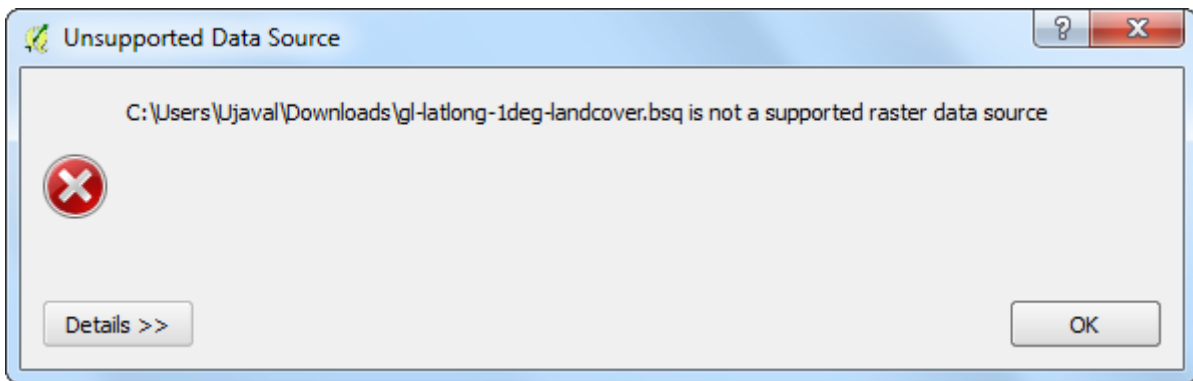 Unsupported Data Source
C:\Users\Ujaval\Downloads\gl-latlong-1deg-landcover.bsq is not a supported raster data source
Details >>
OK